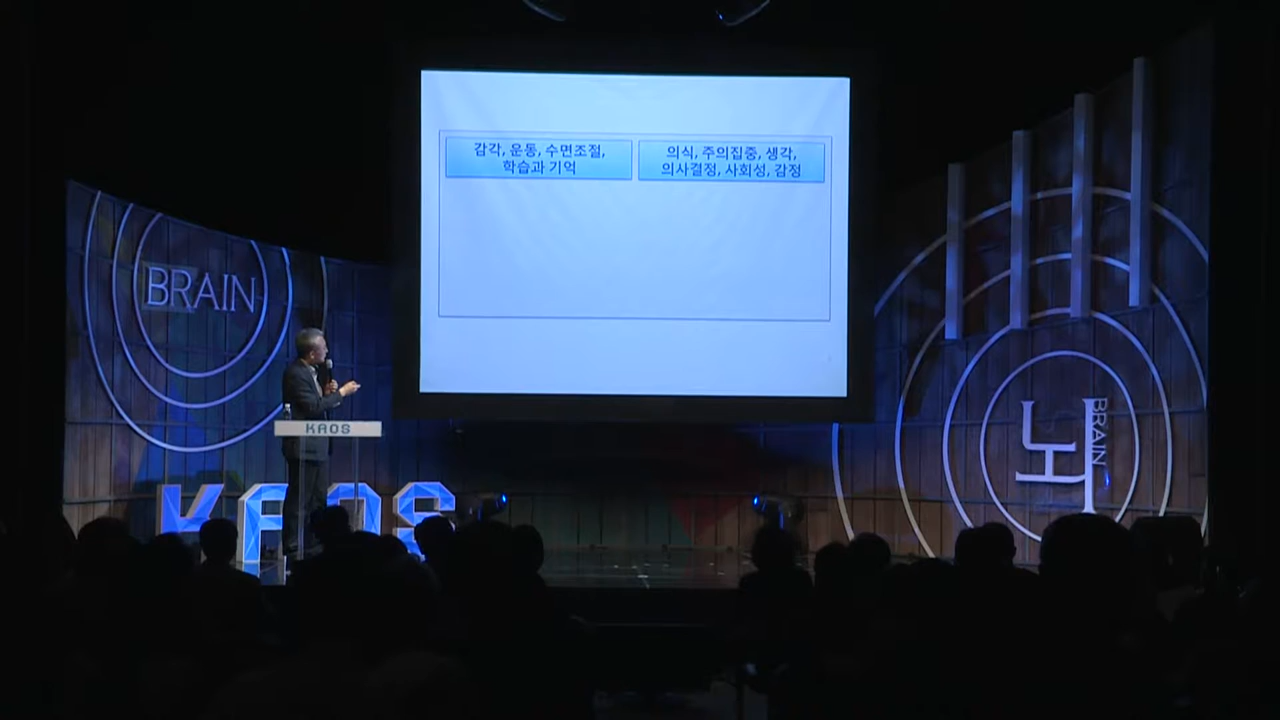 감각, 운동, 수면조절,
학습과 기억
의식, 주의집중, 생각,
의사결정, 사회성, 감정
BRAIN
KAOS
KAOS
뇌
BRAIN